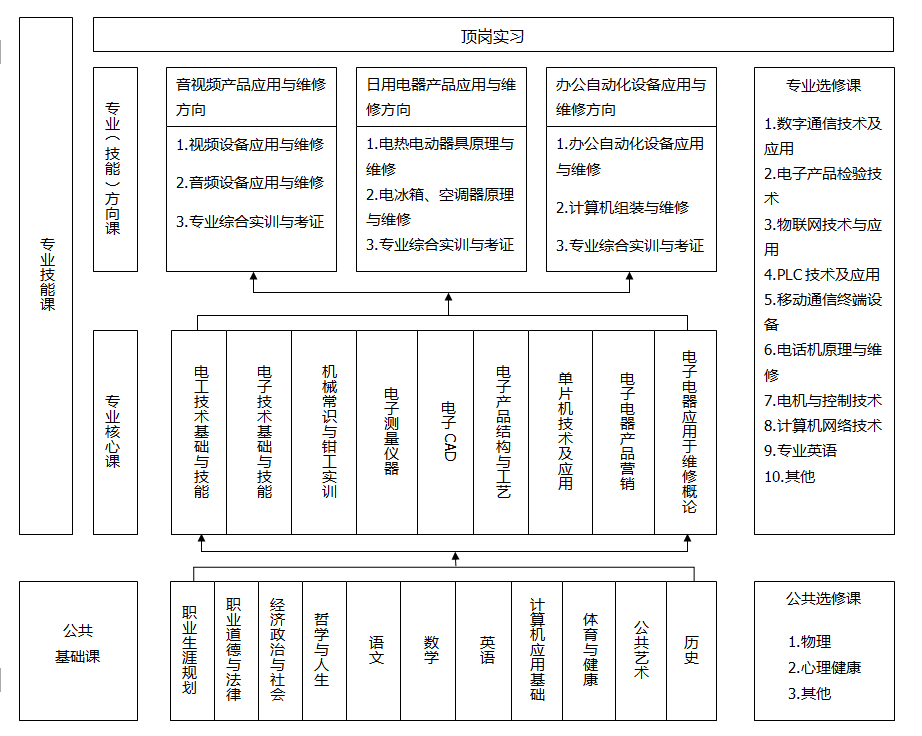 顶岗实习
专业技能课
专业（技能）方向课
音视频产品应用与维修
方向
1.视频设备应用与维修
2.音频设备应用与维修
3.专业综合实训与考证
日用电器产品应用与维
修方向
1.电热电动器具原理与
维修
2.电冰箱、空调器原理
与维修
3.专业综合实训与考证
办公自动化设备应用与
维修方向
1.办公自动化设备应用
与维修
2.计算机组装与维修
3.专业综合实训与考证
专业选修课
1.数字通信技术及
应用
2.电子产品检验技
术
3.物联网技术与应
用
4.PLC 技术及应用
5.移动通信终端设
备
6.电话机原理与维
修
7.电机与控制技术
8.计算机网络技术
9.专业英语
10.其他
专业核心课
电工技术基础与技能
电子技术基础与技能
机械常识与钳工实训
电子测量仪器
电子 CAD
电子产品结构与工艺
单片机技术及应用
电子电器产品营销
电子电器应用于维修概论
公共
基础课
职业生涯规划
职业道德与法律
经济政治与社会
哲学与人生
语文
数学
英语
计算机应用基础
体育与健康
公共艺术
历史
公共选修课
1.物理
2.心理健康
3.其他